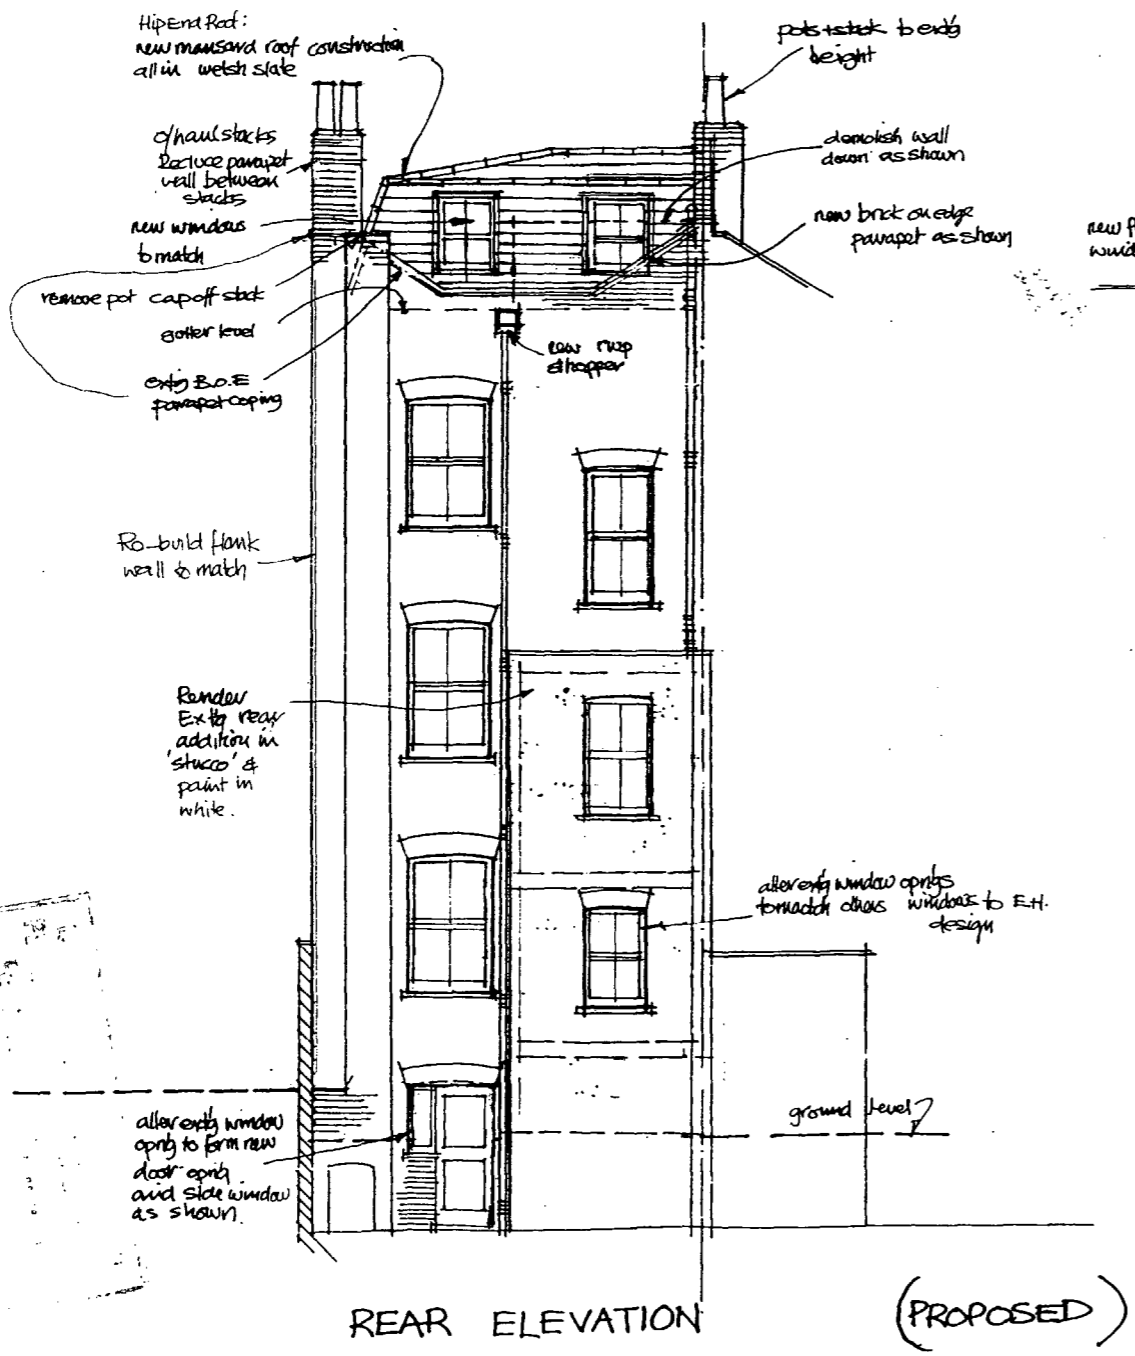 Hip End Roof:
new mansard roof construction
all in welsh slate
pots + stack to extg
height
o/haul stacks
Reduce parapet
wall between
stacks
demolish wall
down as shown
new windows
to match
new brick on edge
parapet as shown
new f
wind
remove pot cap off stack
gutter level
new rwp
& hopper
extg B.O.E
parapet coping
Re-build flank
wall to match
Render
Extg rear
addition in
'stucco' &
paint in
white.
alter extg window opngs
to match others windows to E.H.
design
ground level?
alter extg window
opng to form new
door opng
and side window
as shown.
REAR ELEVATION
(PROPOSED)